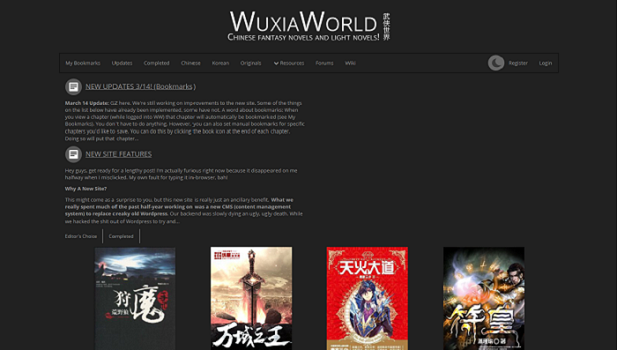 WUXIAWORLD 武俠世界
CHINESE FANTASY NOVELS AND LIGHT NOVELS!
My Bookmarks Updates Completed Chinese Korean Originals Resources Forums Wiki Register Login
NEW UPDATES 3/14! (Bookmarks)
March 14 Update: GZ here. We're still working on improvements to the new site. Some of the things
on the list below have already been implemented, some have not. A word about bookmarks: When
you view a chapter (while logged into WW) that chapter will automatically be bookmarked (see My
Bookmarks). You don't have to do anything. However, you can also set manual bookmarks for specific
chapters you'd like to save. You can do this by clicking the book icon at the end of each chapter.
Doing so will put that chapter...
NEW SITE FEATURES
Hey guys, get ready for a lengthy post! I'm actually furious right now because it disappeared on me
halfway when I misclicked. My own fault for typing it in-browser, bah!
Why A New Site?
This might come as a surprise to you, but this new site is really just an ancillary benefit. What we
really spent much of the past half-year working on was a new CMS (content management
system) to replace creaky old Wordpress. Our backend was slowly dying an ugly, ugly death. While
we hacked the shit out of Wordpress to try and...
Editor's Choice Completed
狩魔
荒野狼
万域之王
天火大道
符皇